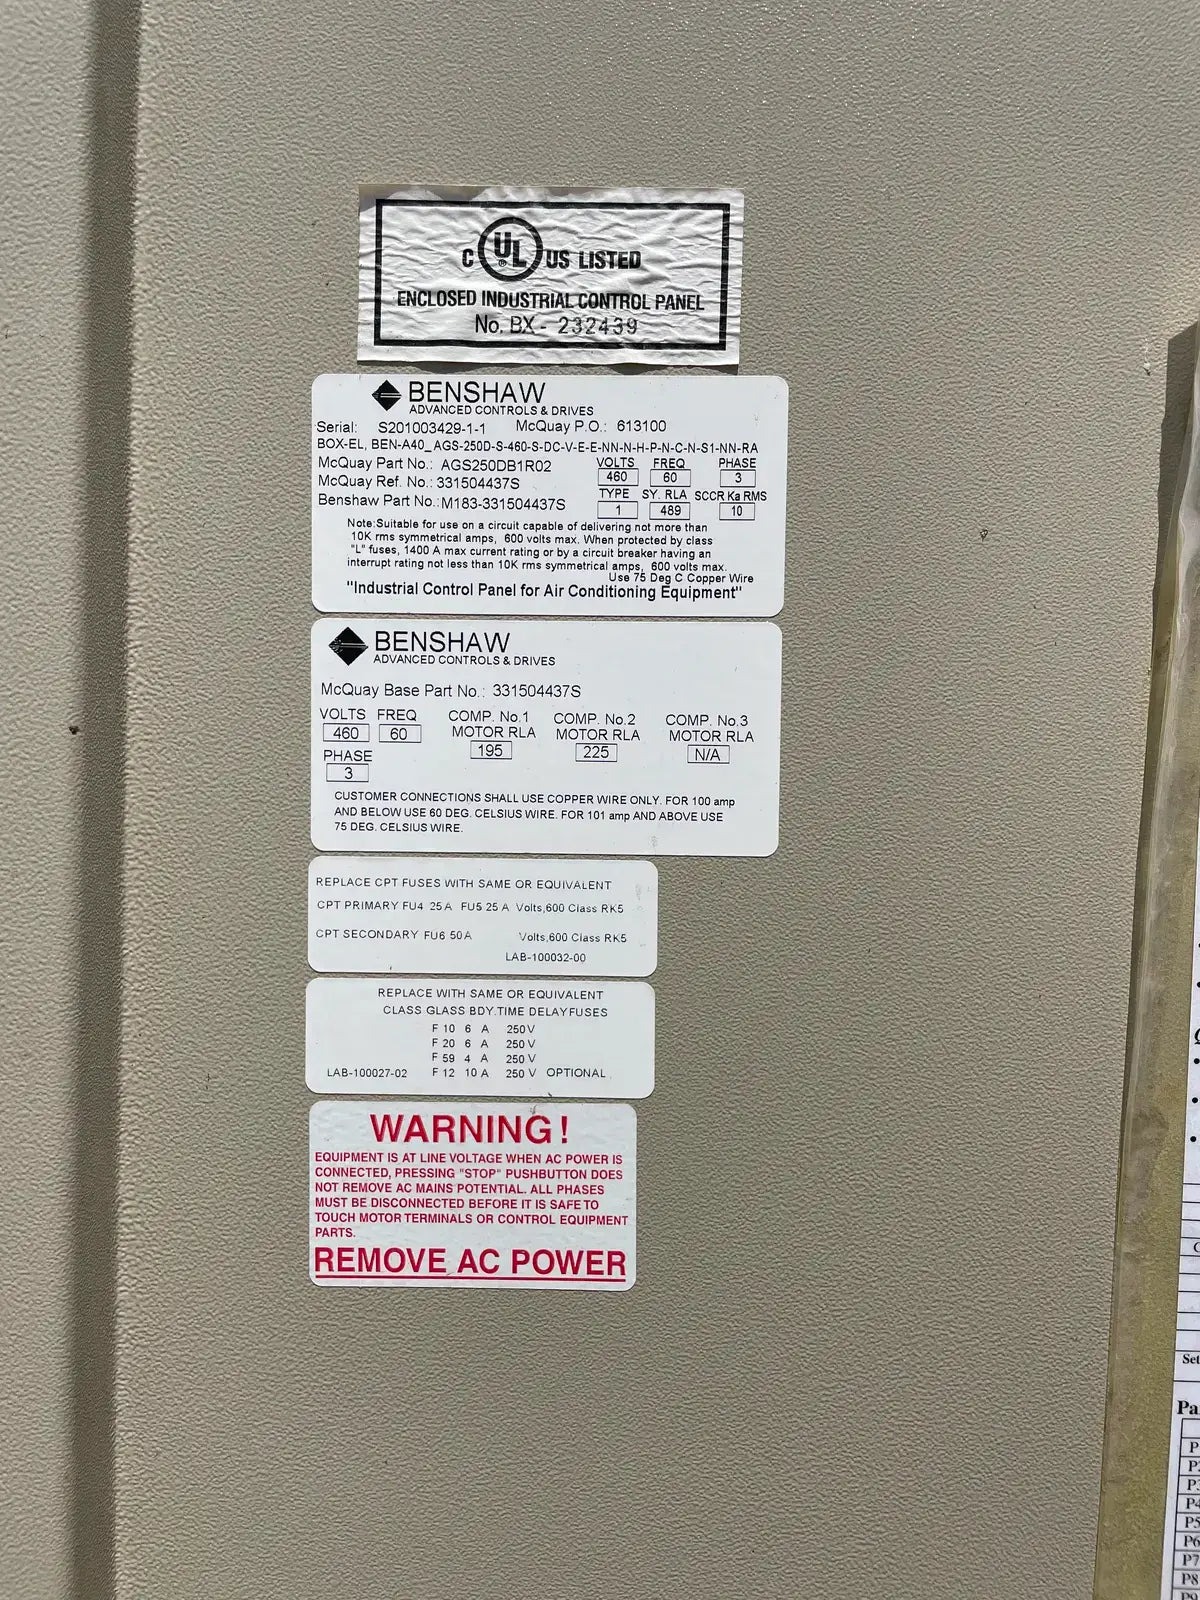 C UL US LISTED
ENCLOSED INDUSTRIAL CONTROL PANEL
No. BX - 232439
BENSHAW
ADVANCED CONTROLS & DRIVES
Serial: S201003429-1-1 McQuay P.O.: 613100
BOX-EL, BEN-A40_AGS-250D-S-460-S-DC-V-E-E-NN-N-H-P-N-C-N-S1-NN-RA
McQuay Part No.: AGS250DB1R02
McQuay Ref. No.: 331504437S
Benshaw Part No.: M183-331504437S
VOLTS FREQ PHASE
460 60 3
TYPE SY. RLA SCCR Ka RMS
1 489 10
Note:Suitable for use on a circuit capable of delivering not more than
10K rms symmetrical amps, 600 volts max. When protected by class
"L" fuses, 1400 A max current rating or by a circuit breaker having an
interrupt rating not less than 10K rms symmetrical amps, 600 volts max.
Use 75 Deg C Copper Wire
"Industrial Control Panel for Air Conditioning Equipment"
BENSHAW
ADVANCED CONTROLS & DRIVES
McQuay Base Part No.: 331504437S
VOLTS FREQ COMP. No.1 COMP. No.2 COMP. No.3
MOTOR RLA MOTOR RLA MOTOR RLA
460 60 195 225 N/A
PHASE
3
CUSTOMER CONNECTIONS SHALL USE COPPER WIRE ONLY. FOR 100 amp
AND BELOW USE 60 DEG. CELSIUS WIRE. FOR 101 amp AND ABOVE USE
75 DEG. CELSIUS WIRE.
REPLACE CPT FUSES WITH SAME OR EQUIVALENT
CPT PRIMARY FU4 25 A FU5 25 A Volts,600 Class RK5
CPT SECONDARY FU6 50 A Volts,600 Class RK5
LAB-100032-00
REPLACE WITH SAME OR EQUIVALENT
CLASS GLASS BDY.TIME DELAY FUSES
F 10 6 A 250 V
F 20 6 A 250 V
F 59 4 A 250 V
LAB-100027-02 F 12 10 A 250 V OPTIONAL
WARNING!
EQUIPMENT IS AT LINE VOLTAGE WHEN AC POWER IS
CONNECTED, PRESSING "STOP" PUSHBUTTON DOES
NOT REMOVE AC MAINS POTENTIAL. ALL PHASES
MUST BE DISCONNECTED BEFORE IT IS SAFE TO
TOUCH MOTOR TERMINALS OR CONTROL EQUIPMENT
PARTS.
REMOVE AC POWER
Set
Pa
P
P
P
P4
P5
P6
P7
P8